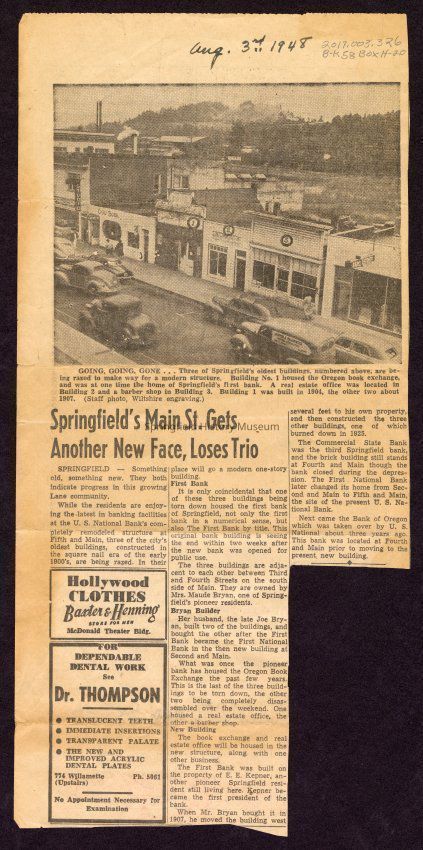 Aug. 3rd 1948
2017.003.326
B-K 53 Box H-20
GOING, GOING, GONE . . . Three of Springfield's oldest buildings, numbered above, are be-
ing razed to make way for a modern structure. Building No. 1 housed the Oregon book exchange,
and was at one time the home of Springfield's first bank. A real estate office was located in
Building 2 and a barber shop in Building 3. Building 1 was built in 1904, the other two about
1907. (Staff photo, Wiltshire engraving.)
Springfield's Main St. Gets
Another New Face, Loses Trio
Springfield History Museum
SPRINGFIELD — Something
old, something new. They both
indicate progress in this growing
Lane community.
While the residents are enjoy-
ing the latest in banking facilities
at the U. S. National Bank's com-
pletely remodeled structure at
Fifth and Main, three of the city's
oldest buildings, constructed in
the square nail era of the early
1900's, are being razed. In their
place will go a modern one-story
building.
First Bank
It is only coincidental that one
of these three buildings being
torn down housed the first bank
of Springfield, not only the first
bank in a numerical sense, but
also The First Bank by title. This
original bank building is seeing
the end within two weeks after
the new bank was opened for
public use.
The three buildings are adja-
cent to each other between Third
and Fourth Streets on the south
side of Main. They are owned by
Mrs. Maude Bryan, one of Spring-
field's pioneer residents.
Bryan Builder
Her husband, the late Joe Bry-
an, built two of the buildings, and
bought the other after the First
Bank became the First National
Bank in the then new building at
Second and Main.
What was once the pioneer
bank has housed the Oregon Book
Exchange the past few years.
This is the last of the three build-
ings to be torn down, the other
two being completely disas-
sembled over the weekend. One
housed a real estate office, the
other a barber shop.
New Building
The book exchange and real
estate office will be housed in the
new structure, along with one
other business.
The First Bank was built on
the property of E. E. Kepner, an-
other pioneer Springfield resi-
dent still living here. Kepner be-
came the first president of the
bank.
When Mr. Bryan bought it in
1907, he moved the building west
several feet to his own property,
and then constructed the three
other buildings, one of which
burned down in 1925.
The Commercial State Bank
was the third Springfield bank,
and the brick building still stands
at Fourth and Main though the
bank closed during the depres-
sion. The First National Bank
later changed its home from Sec-
ond and Main to Fifth and Main,
the site of the present U. S. Na-
tional Bank.
Next came the Bank of Oregon
which was taken over by U. S.
National about three years ago.
This bank was located at Fourth
and Main prior to moving to the
present, new building.
Hollywood
CLOTHES
Baxter & Henning
STORE FOR MEN
McDonald Theater Bldg.
FOR
DEPENDABLE
DENTAL WORK
See
Dr. THOMPSON
● TRANSLUCENT TEETH
● IMMEDIATE INSERTIONS
● TRANSPARENT PALATE
● THE NEW AND
IMPROVED ACRYLIC
DENTAL PLATES
774 Willamette Ph. 5061
(Upstairs)
No Appointment Necessary for
Examination